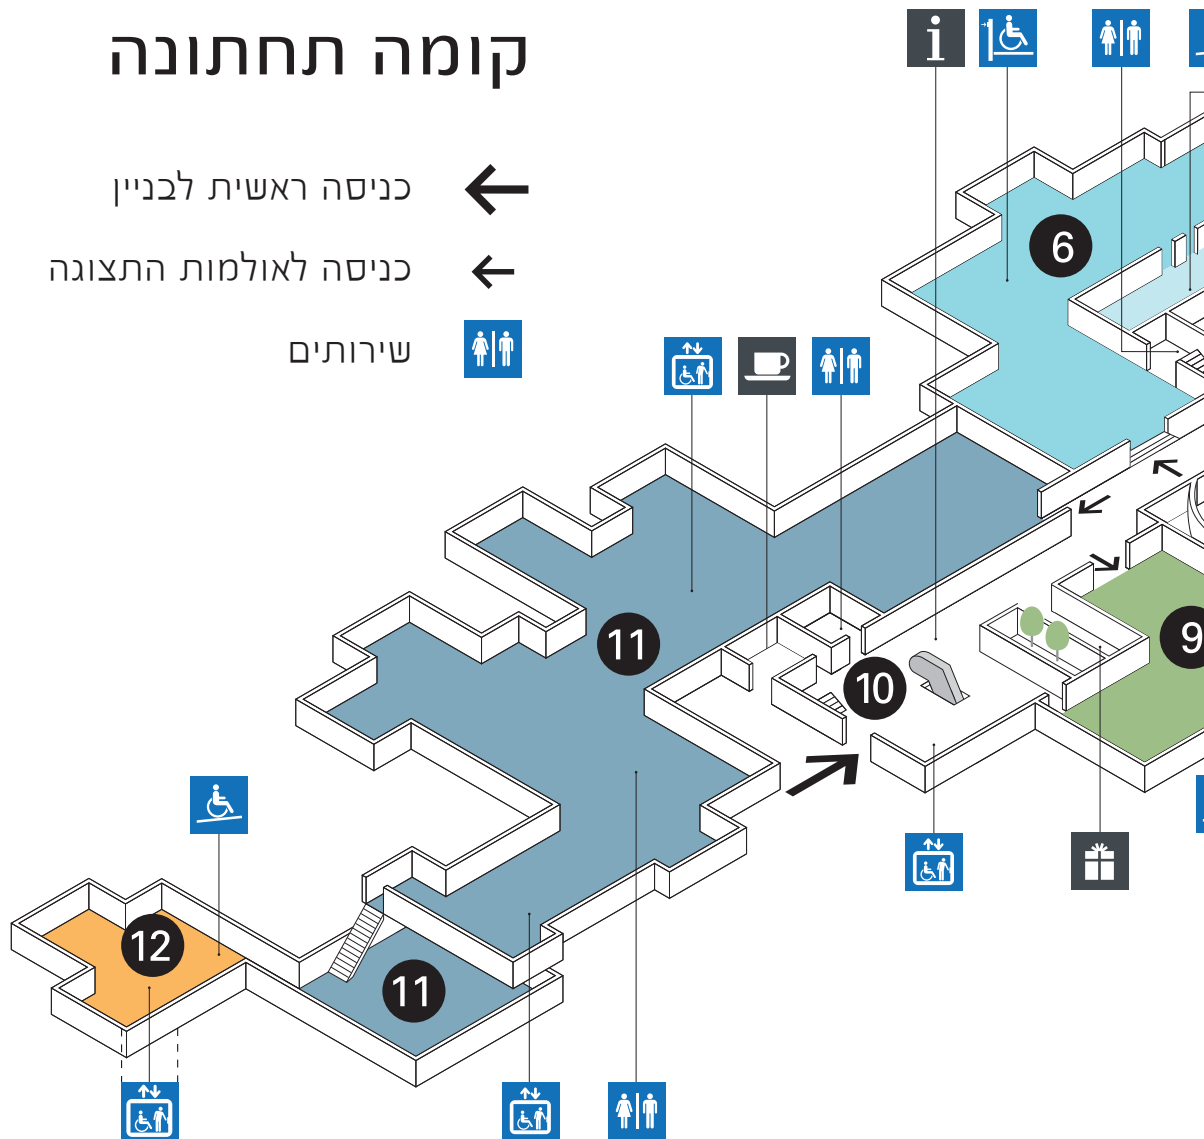 קומה תחתונה
כניסה ראשית לבניין
כניסה לאולמות התצוגה
שירותים
i
6
11
10
9
12
11